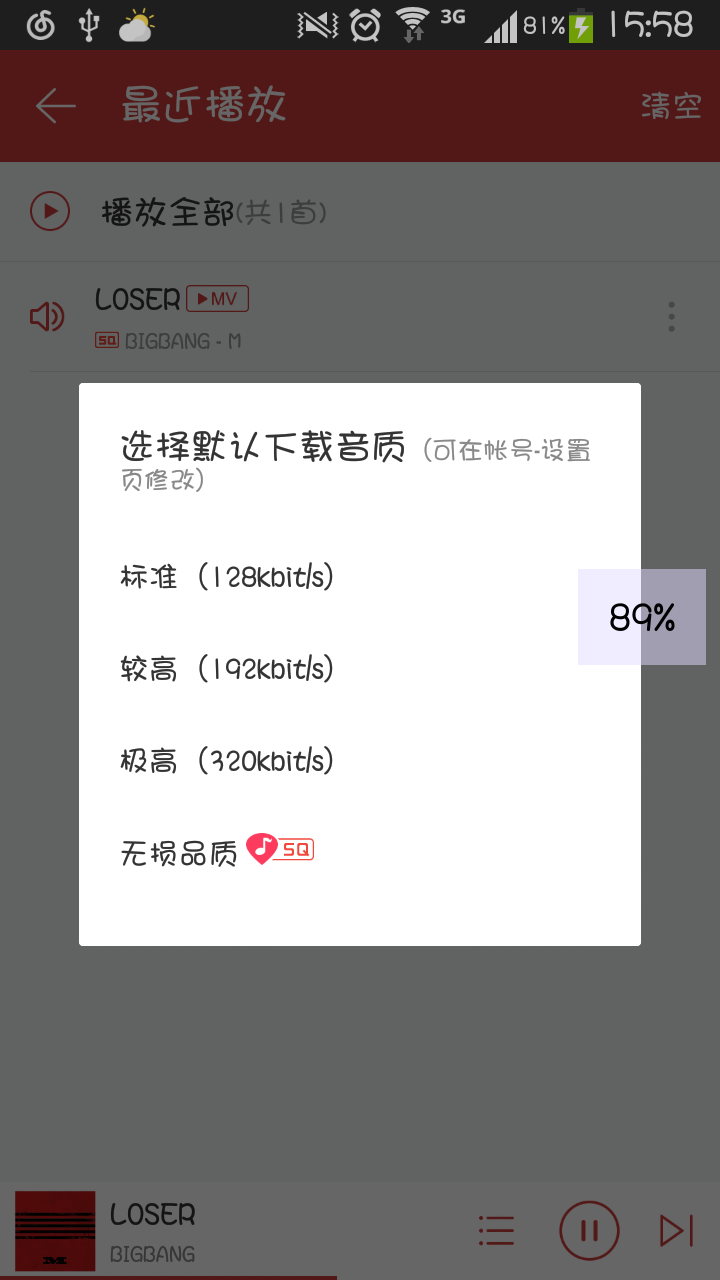 3G 81% 15:58
最近播放 清空
播放全部(共1首)
LOSER MV
SQ BIGBANG - M
选择默认下载音质 (可在帐号-设置
页修改)
标准 (128kbit/s)
89%
较高 (192kbit/s)
极高 (320kbit/s)
无损品质 SQ
LOSER
BIGBANG